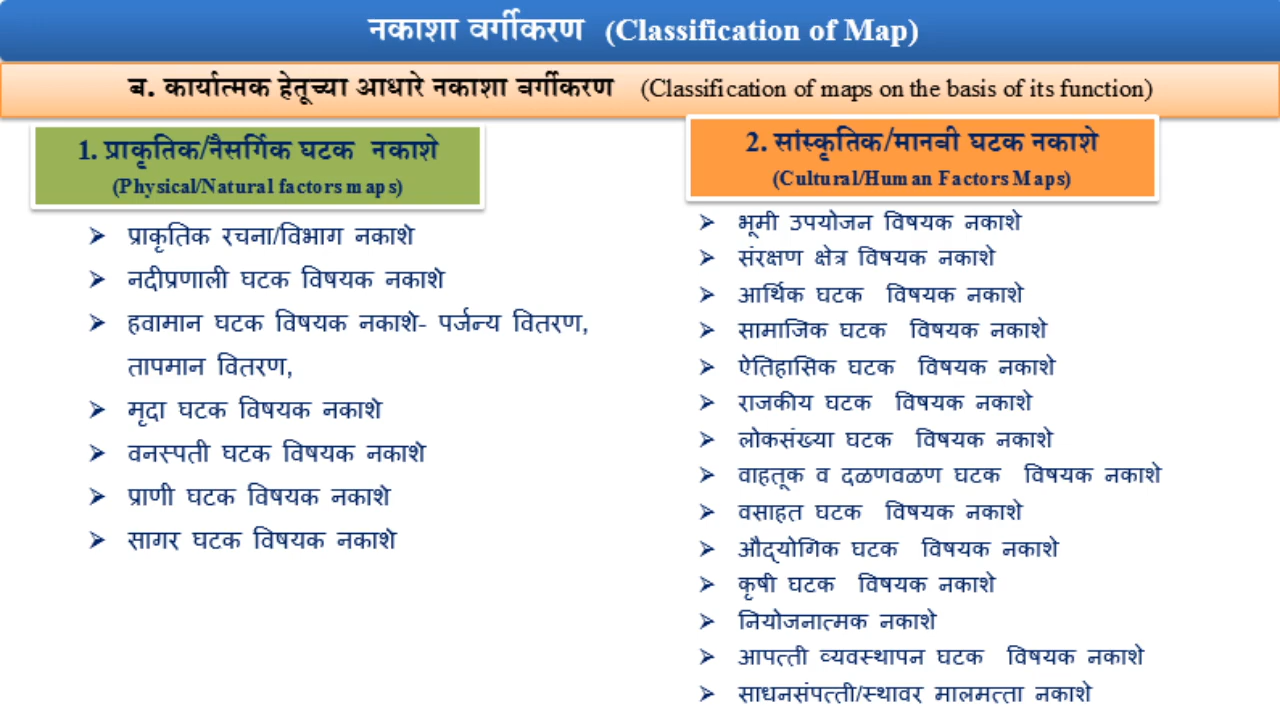 नकाशा वर्गीकरण (Classification of Map)
ब. कार्यात्मक हेतूच्या आधारे नकाशा वर्गीकरण (Classification of maps on the basis of its function)
1. प्राकृतिक/नैसर्गिक घटक नकाशे
(Physical/Natural factors maps)
➢ प्राकृतिक रचना/विभाग नकाशे
➢ नदीप्रणाली घटक विषयक नकाशे
➢ हवामान घटक विषयक नकाशे- पर्जन्य वितरण,
तापमान वितरण,
➢ मृदा घटक विषयक नकाशे
➢ वनस्पती घटक विषयक नकाशे
➢ प्राणी घटक विषयक नकाशे
➢ सागर घटक विषयक नकाशे
2. सांस्कृतिक/मानवी घटक नकाशे
(Cultural/Human Factors Maps)
➢ भूमी उपयोजन विषयक नकाशे
➢ संरक्षण क्षेत्र विषयक नकाशे
➢ आर्थिक घटक विषयक नकाशे
➢ सामाजिक घटक विषयक नकाशे
➢ ऐतिहासिक घटक विषयक नकाशे
➢ राजकीय घटक विषयक नकाशे
➢ लोकसंख्या घटक विषयक नकाशे
➢ वाहतूक व दळणवळण घटक विषयक नकाशे
➢ वसाहत घटक विषयक नकाशे
➢ औद्योगिक घटक विषयक नकाशे
➢ कृषी घटक विषयक नकाशे
➢ नियोजनात्मक नकाशे
➢ आपत्ती व्यवस्थापन घटक विषयक नकाशे
➢ साधनसंपत्ती/स्थावर मालमत्ता नकाशे